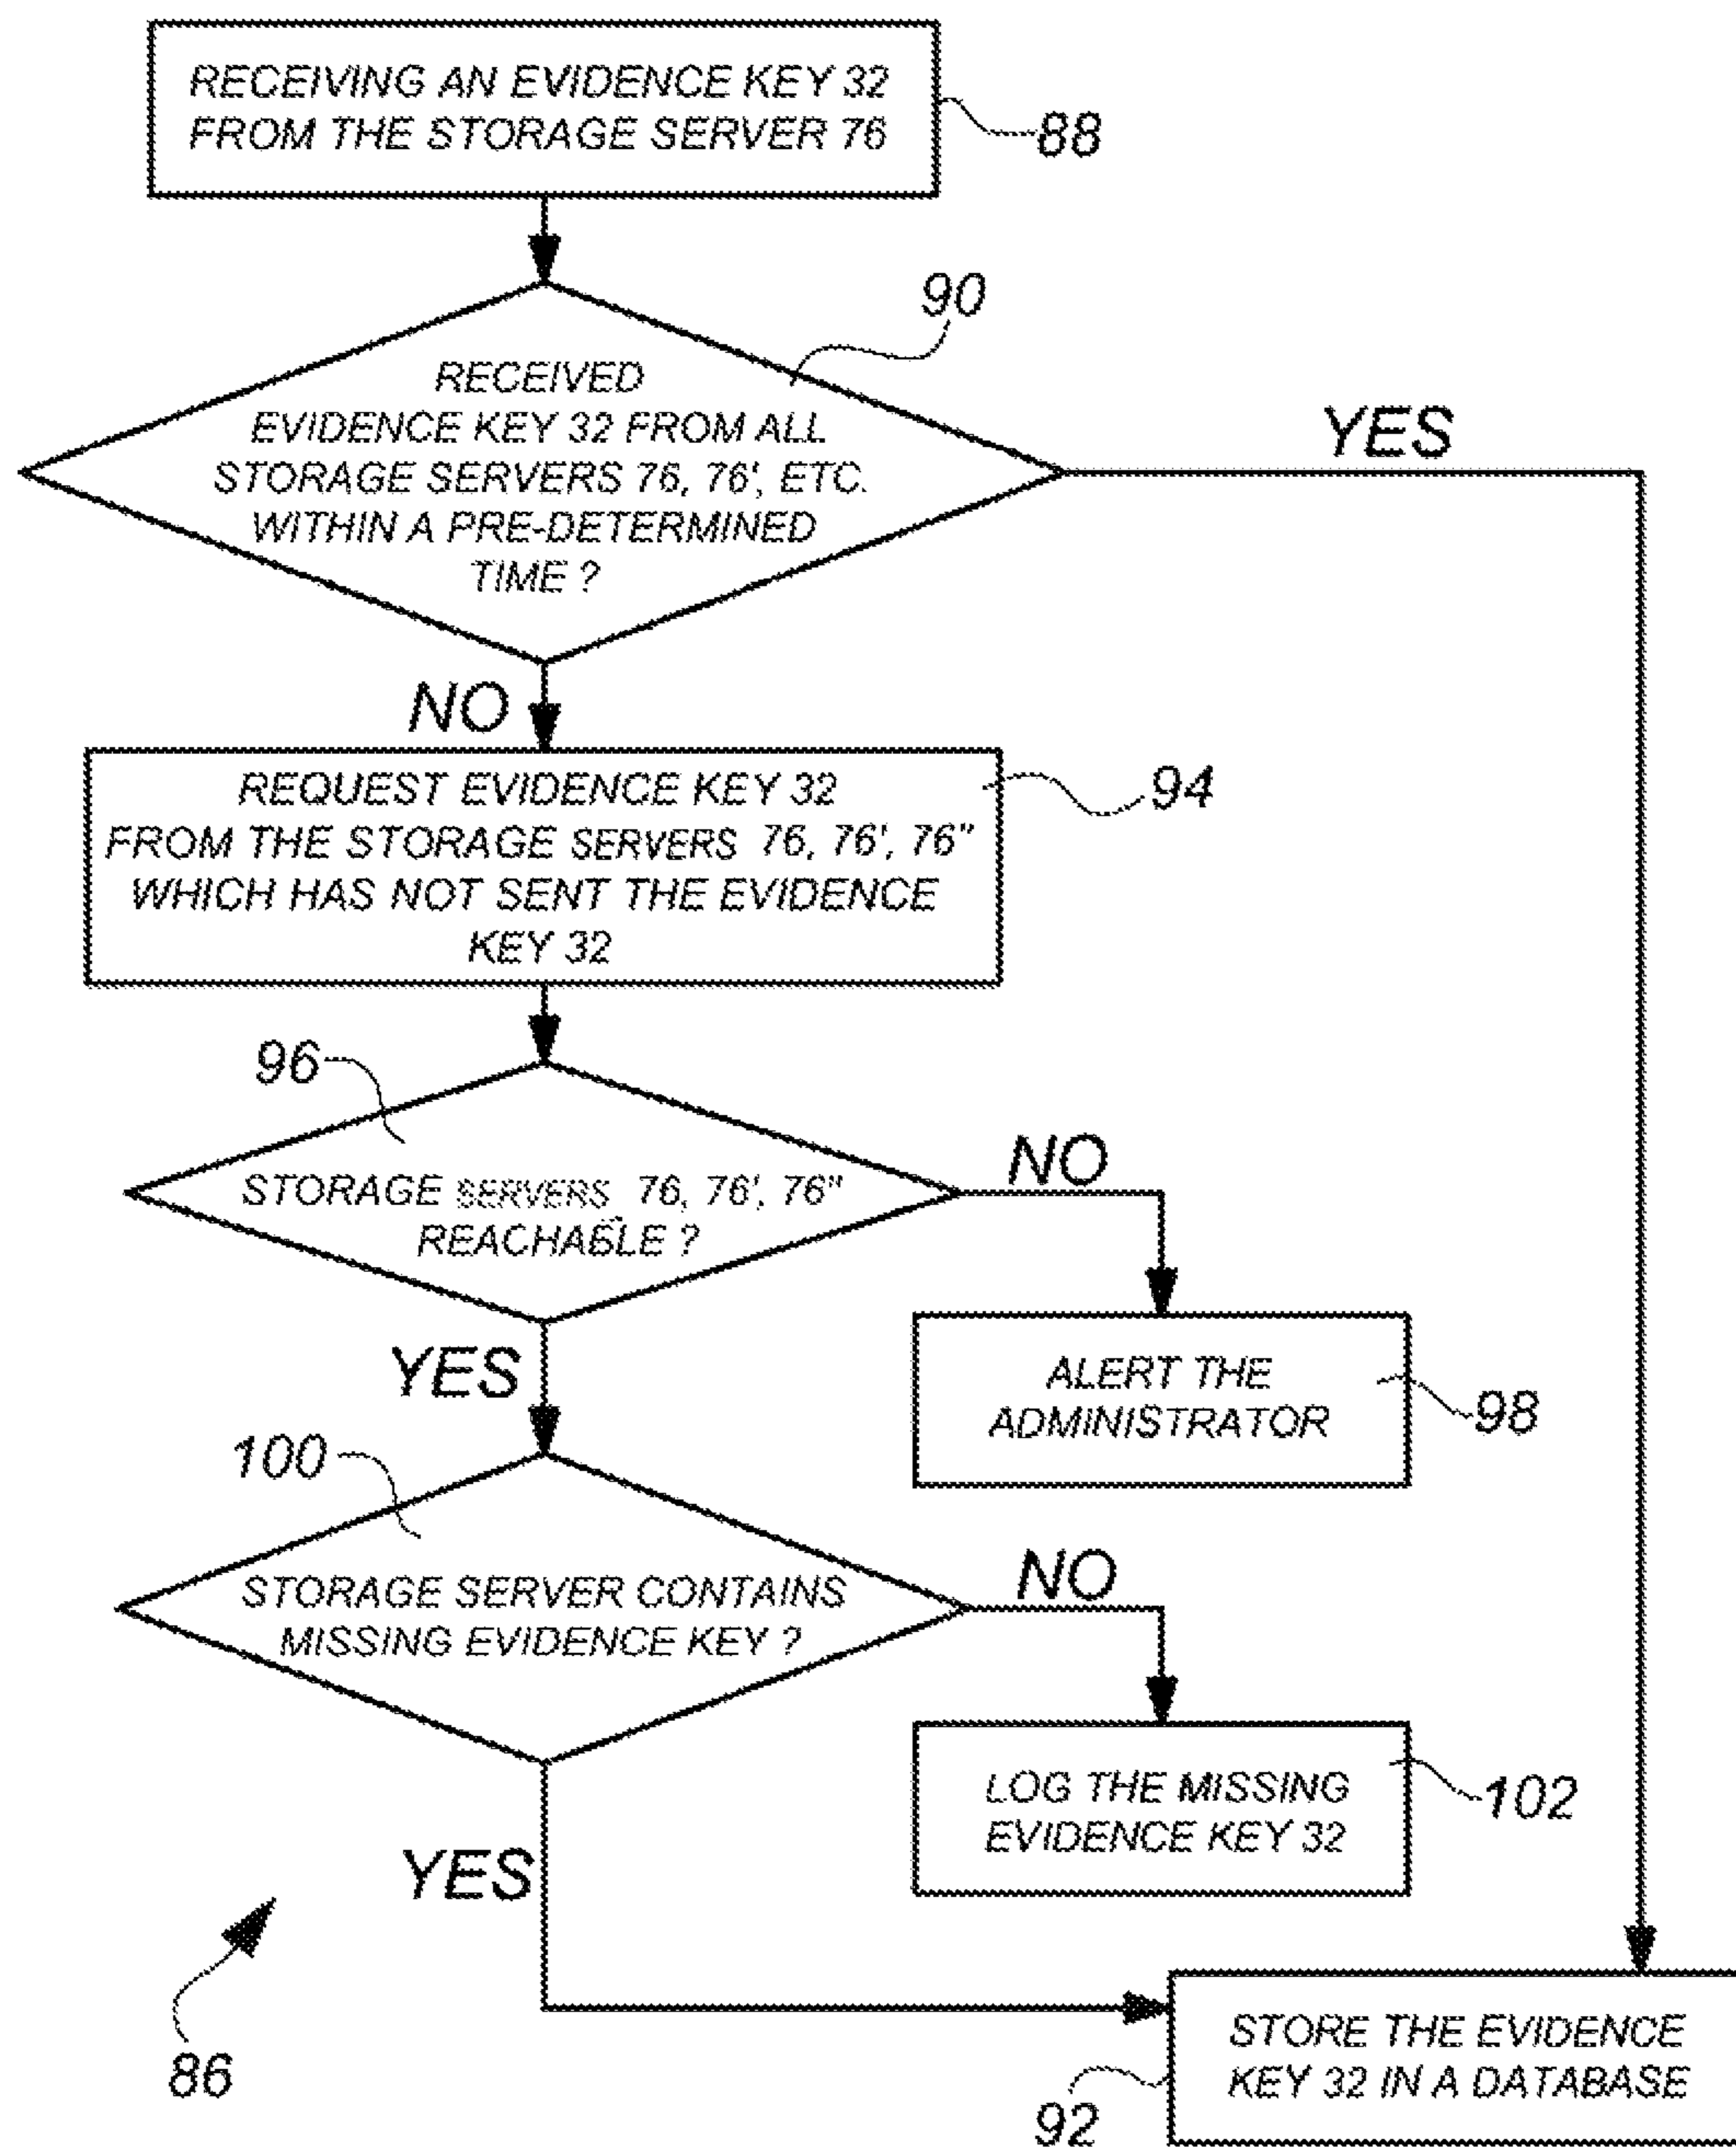 RECEIVING AN EVIDENCE KEY 32
FROM THE STORAGE SERVER 76
88
90
RECEIVED
EVIDENCE KEY 32 FROM ALL
STORAGE SERVERS 76, 76', ETC.
WITHIN A PRE-DETERMINED
TIME ?
YES
NO
REQUEST EVIDENCE KEY 32
FROM THE STORAGE SERVERS 76, 76', 76"
WHICH HAS NOT SENT THE EVIDENCE
KEY 32
94
96
STORAGE SERVERS 76, 76', 76"
REACHABLE ?
NO
YES
ALERT THE
ADMINISTRATOR
98
100
STORAGE SERVER CONTAINS
MISSING EVIDENCE KEY ?
NO
LOG THE MISSING
EVIDENCE KEY 32
102
YES
86
STORE THE EVIDENCE
KEY 32 IN A DATABASE
92